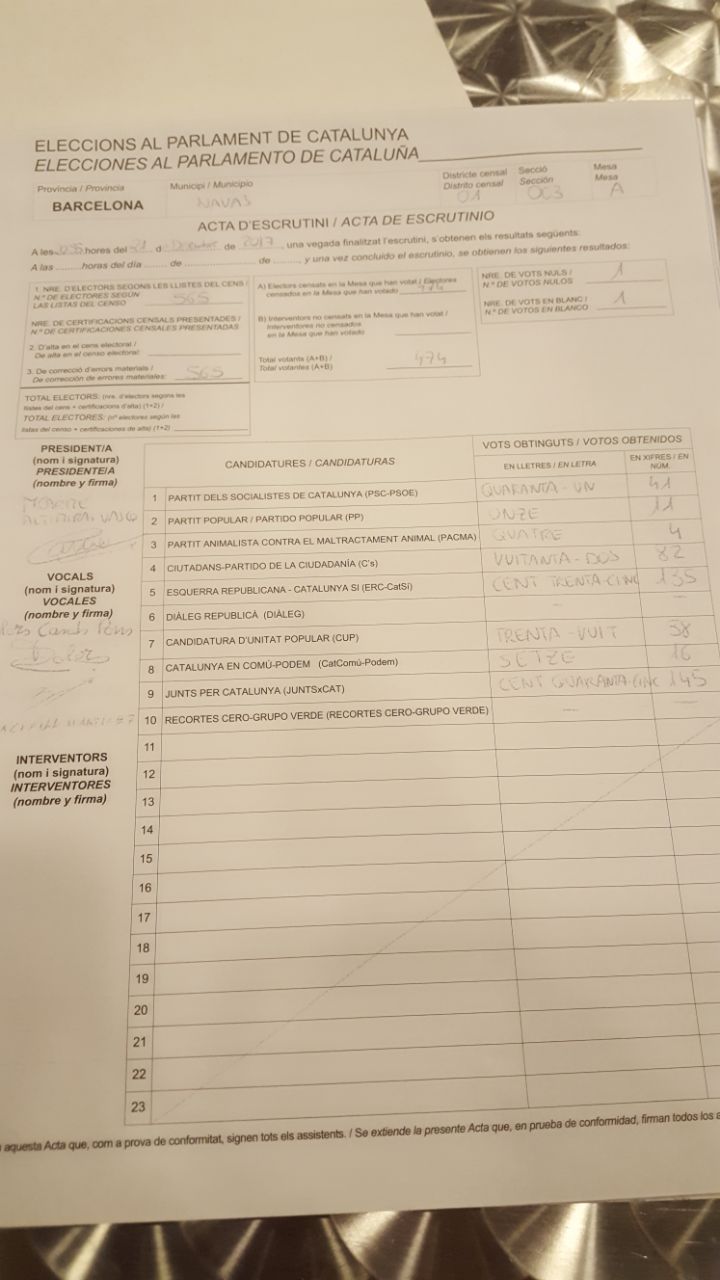 ELECCIONS AL PARLAMENT DE CATALUNYA
ELECCIONES AL PARLAMENTO DE CATALUÑA
Província / Provincia
BARCELONA
Municipi / Municipio
NAVAS
Districte censal
Distrito censal
01
Secció
Sección
003
Mesa
Mesa
A
ACTA D'ESCRUTINI / ACTA DE ESCRUTINIO
A les hores del 21 d Desembre de 2017, una vegada finalitzat l'escrutini, s'obtenen els resultats següents:
A las ......... horas del día ........ de ............... de ........., y una vez concluido el escrutinio, se obtienen los siguientes resultados:
1. NRE. D'ELECTORS SEGONS LES LLISTES DEL CENS /
N.º DE ELECTORES SEGÚN
LAS LISTAS DEL CENSO
565
NRE. DE CERTIFICACIONS CENSALS PRESENTADES /
N.º DE CERTIFICACIONES CENSALES PRESENTADAS
2. D'alta en el cens electoral /
De alta en el censo electoral:
3. De correcció d'errors materials /
De corrección de errores materiales:
565
TOTAL ELECTORS: (nre. d'electors segons les
llistes del cens + certificacions d'alta) (1+2) /
TOTAL ELECTORES: (nº electores según las
listas del censo + certificaciones de alta) (1+2)
A) Electors censats en la Mesa que han votat / Electores
censados en la Mesa que han votado
474
B) Interventors no censats en la Mesa que han votat /
Interventores no censados
en la Mesa que han votado
Total votants (A+B) /
Total votantes (A+B)
474
NRE. DE VOTS NULS /
N.º DE VOTOS NULOS
1
NRE. DE VOTS EN BLANC /
N.º DE VOTOS EN BLANCO
1
PRESIDENT/A
(nom i signatura)
PRESIDENTE/A
(nombre y firma)
VOCALS
(nom i signatura)
VOCALES
(nombre y firma)
INTERVENTORS
(nom i signatura)
INTERVENTORES
(nombre y firma)
CANDIDATURES / CANDIDATURAS
VOTS OBTINGUTS / VOTOS OBTENIDOS
EN LLETRES / EN LETRA
EN XIFRES / EN NÚM.
1 PARTIT DELS SOCIALISTES DE CATALUNYA (PSC-PSOE) QUARANTA-UN 41
2 PARTIT POPULAR / PARTIDO POPULAR (PP) ONZE 11
3 PARTIT ANIMALISTA CONTRA EL MALTRACTAMENT ANIMAL (PACMA) QUATRE 4
4 CIUTADANS-PARTIDO DE LA CIUDADANÍA (C's) VUITANTA-DOS 82
5 ESQUERRA REPUBLICANA - CATALUNYA SÍ (ERC-CatSí) CENT TRENTA-CINC 135
6 DIÀLEG REPUBLICÀ (DIÀLEG) — —
7 CANDIDATURA D'UNITAT POPULAR (CUP) TRENTA-VUIT 38
8 CATALUNYA EN COMÚ-PODEM (CatComú-Podem) SETZE 16
9 JUNTS PER CATALUNYA (JUNTSxCAT) CENT QUARANTA-CINC 145
10 RECORTES CERO-GRUPO VERDE (RECORTES CERO-GRUPO VERDE) — —
11
12
13
14
15
16
17
18
19
20
21
22
23
aquesta Acta que, com a prova de conformitat, signen tots els assistents. / Se extiende la presente Acta que, en prueba de conformidad, firman todos los